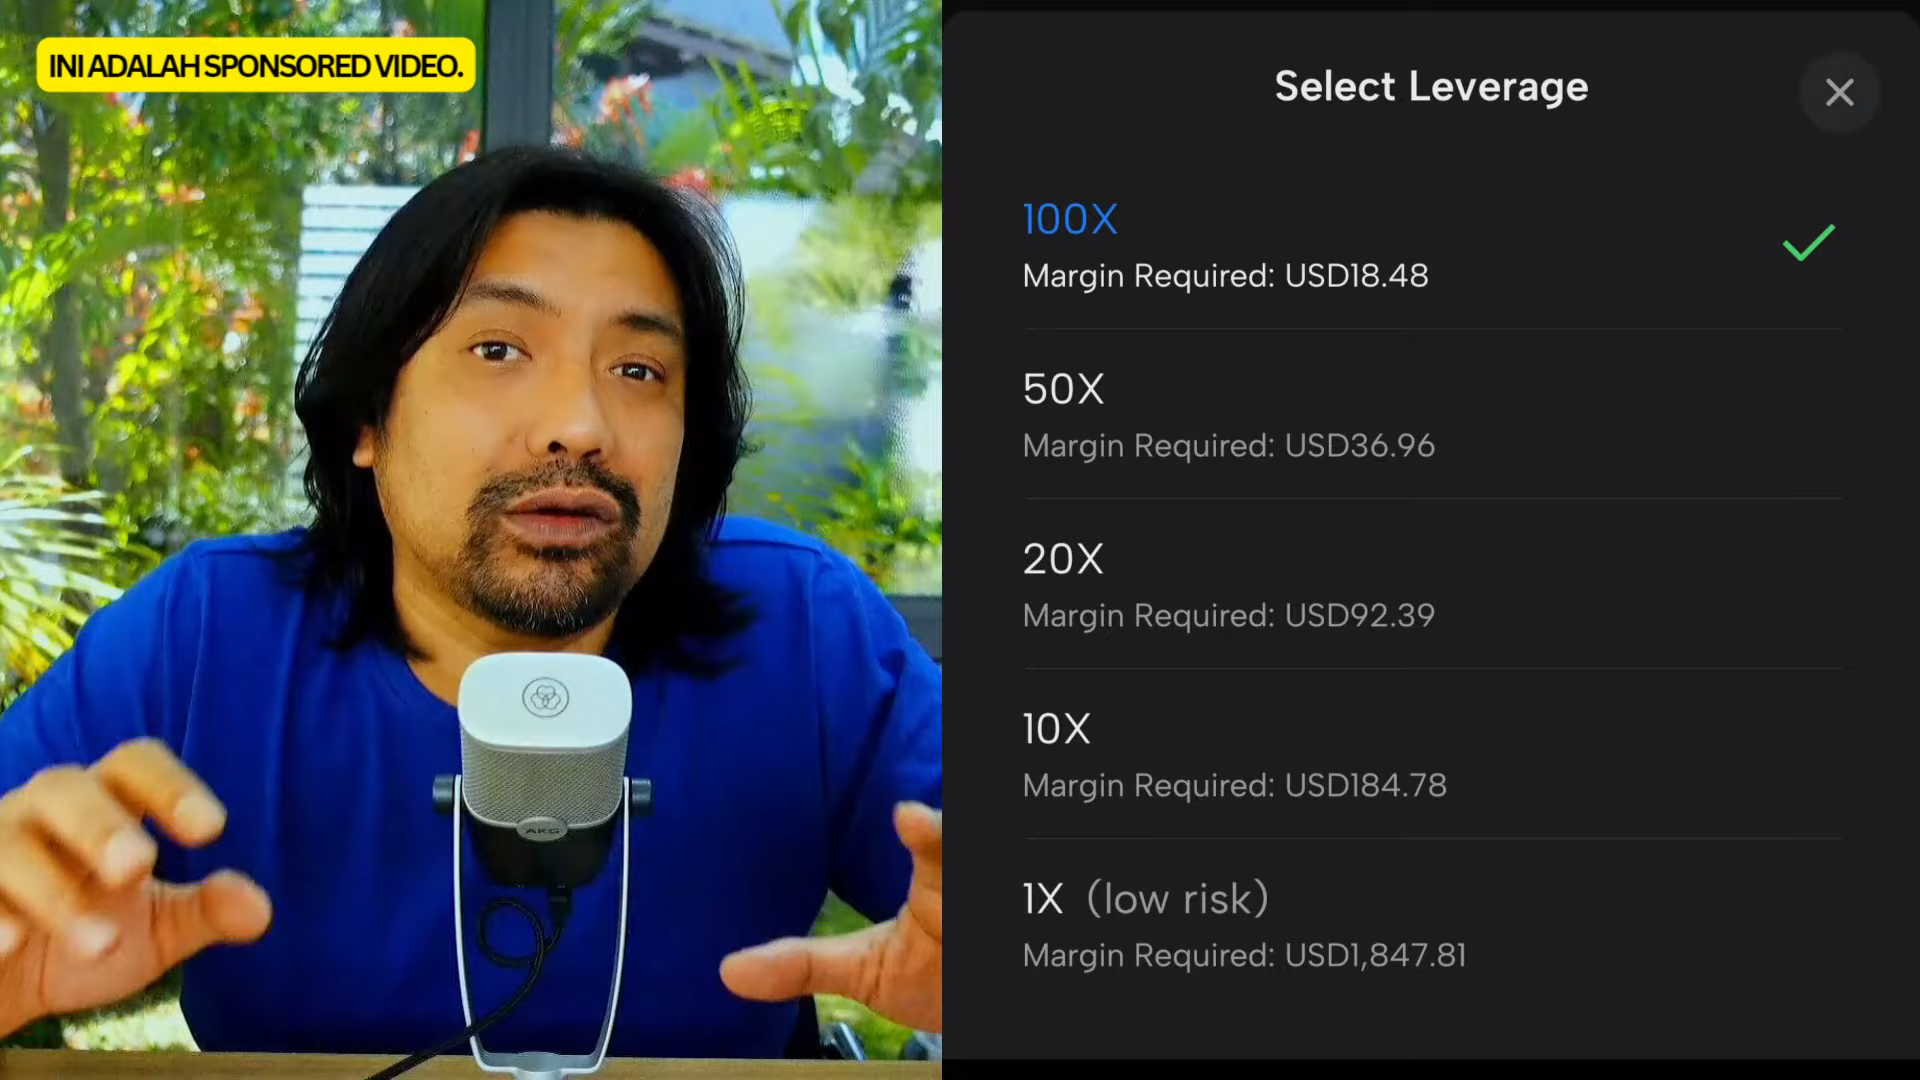 INI ADALAH SPONSORED VIDEO.
Select Leverage
100X
Margin Required: USD18.48
50X
Margin Required: USD36.96
20X
Margin Required: USD92.39
10X
Margin Required: USD184.78
1X (low risk)
Margin Required: USD1,847.81
AKG